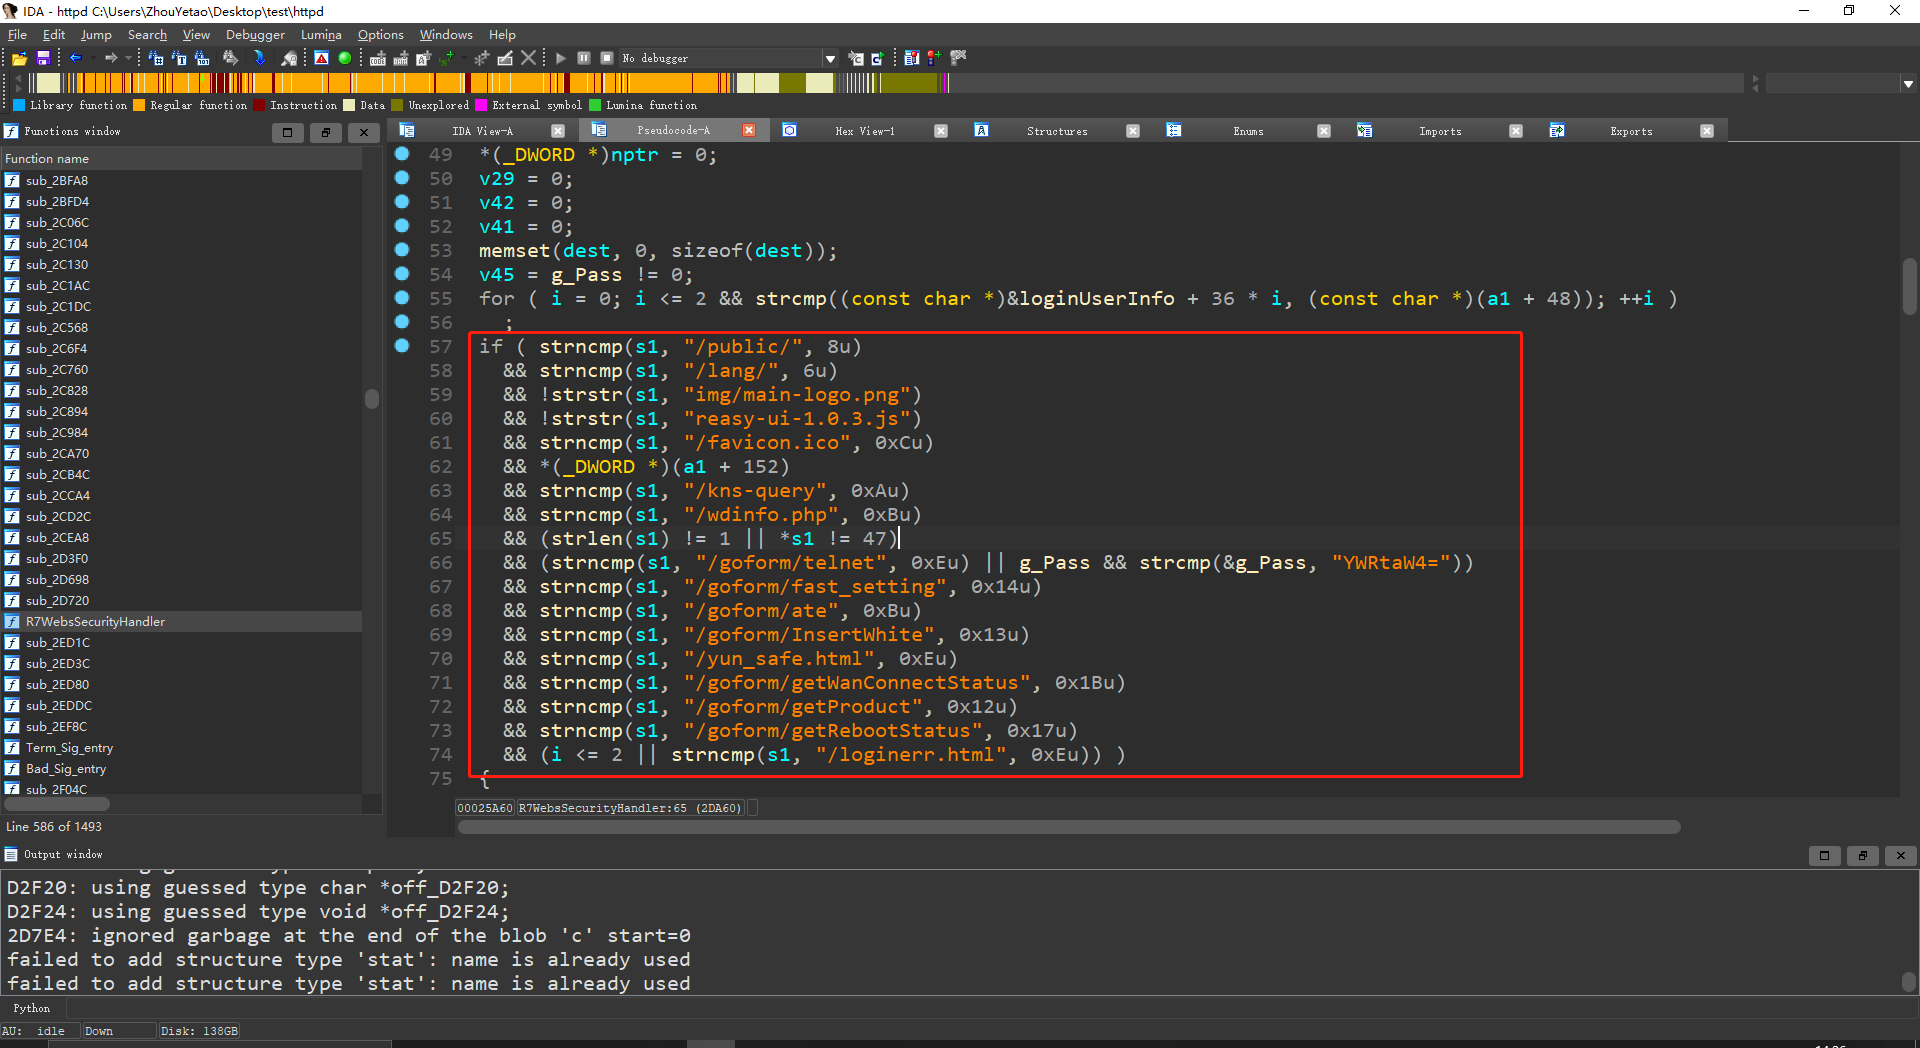 IDA - httpd C:\Users\ZhouYetao\Desktop\test\httpd
File Edit Jump Search View Debugger Lumina Options Windows Help
No debugger
Library function Regular function Instruction Data Unexplored External symbol Lumina function
Functions window
IDA View-A Pseudocode-A Hex View-1 Structures Enums Imports Exports
Function name
sub_2BFA8
sub_2BFD4
sub_2C06C
sub_2C104
sub_2C130
sub_2C1AC
sub_2C1DC
sub_2C568
sub_2C6F4
sub_2C760
sub_2C828
sub_2C894
sub_2C984
sub_2CA70
sub_2CB4C
sub_2CCA4
sub_2CD2C
sub_2CEA8
sub_2D3F0
sub_2D698
sub_2D720
R7WebsSecurityHandler
sub_2ED1C
sub_2ED3C
sub_2ED80
sub_2EDDC
sub_2EF8C
Term_Sig_entry
Bad_Sig_entry
sub_2F04C
Line 586 of 1493
49 *(_DWORD *)nptr = 0;
50 v29 = 0;
51 v42 = 0;
52 v41 = 0;
53 memset(dest, 0, sizeof(dest));
54 v45 = g_Pass != 0;
55 for ( i = 0; i <= 2 && strcmp((const char *)&loginUserInfo + 36 * i, (const char *)(a1 + 48)); ++i )
56 ;
57 if ( strncmp(s1, "/public/", 8u)
58 && strncmp(s1, "/lang/", 6u)
59 && !strstr(s1, "img/main-logo.png")
60 && !strstr(s1, "reasy-ui-1.0.3.js")
61 && strncmp(s1, "/favicon.ico", 0xCu)
62 && *(_DWORD *)(a1 + 152)
63 && strncmp(s1, "/kns-query", 0xAu)
64 && strncmp(s1, "/wdinfo.php", 0xBu)
65 && (strlen(s1) != 1 || *s1 != 47)
66 && (strncmp(s1, "/goform/telnet", 0xEu) || g_Pass && strcmp(&g_Pass, "YWRtaW4="))
67 && strncmp(s1, "/goform/fast_setting", 0x14u)
68 && strncmp(s1, "/goform/ate", 0xBu)
69 && strncmp(s1, "/goform/InsertWhite", 0x13u)
70 && strncmp(s1, "/yun_safe.html", 0xEu)
71 && strncmp(s1, "/goform/getWanConnectStatus", 0x1Bu)
72 && strncmp(s1, "/goform/getProduct", 0x12u)
73 && strncmp(s1, "/goform/getRebootStatus", 0x17u)
74 && (i <= 2 || strncmp(s1, "/loginerr.html", 0xEu)) )
75 {
00025A60 R7WebsSecurityHandler:65 (2DA60)
Output window
D2F20: using guessed type char *off_D2F20;
D2F24: using guessed type void *off_D2F24;
2D7E4: ignored garbage at the end of the blob 'c' start=0
failed to add structure type 'stat': name is already used
failed to add structure type 'stat': name is already used
Python
AU: idle Down Disk: 138GB